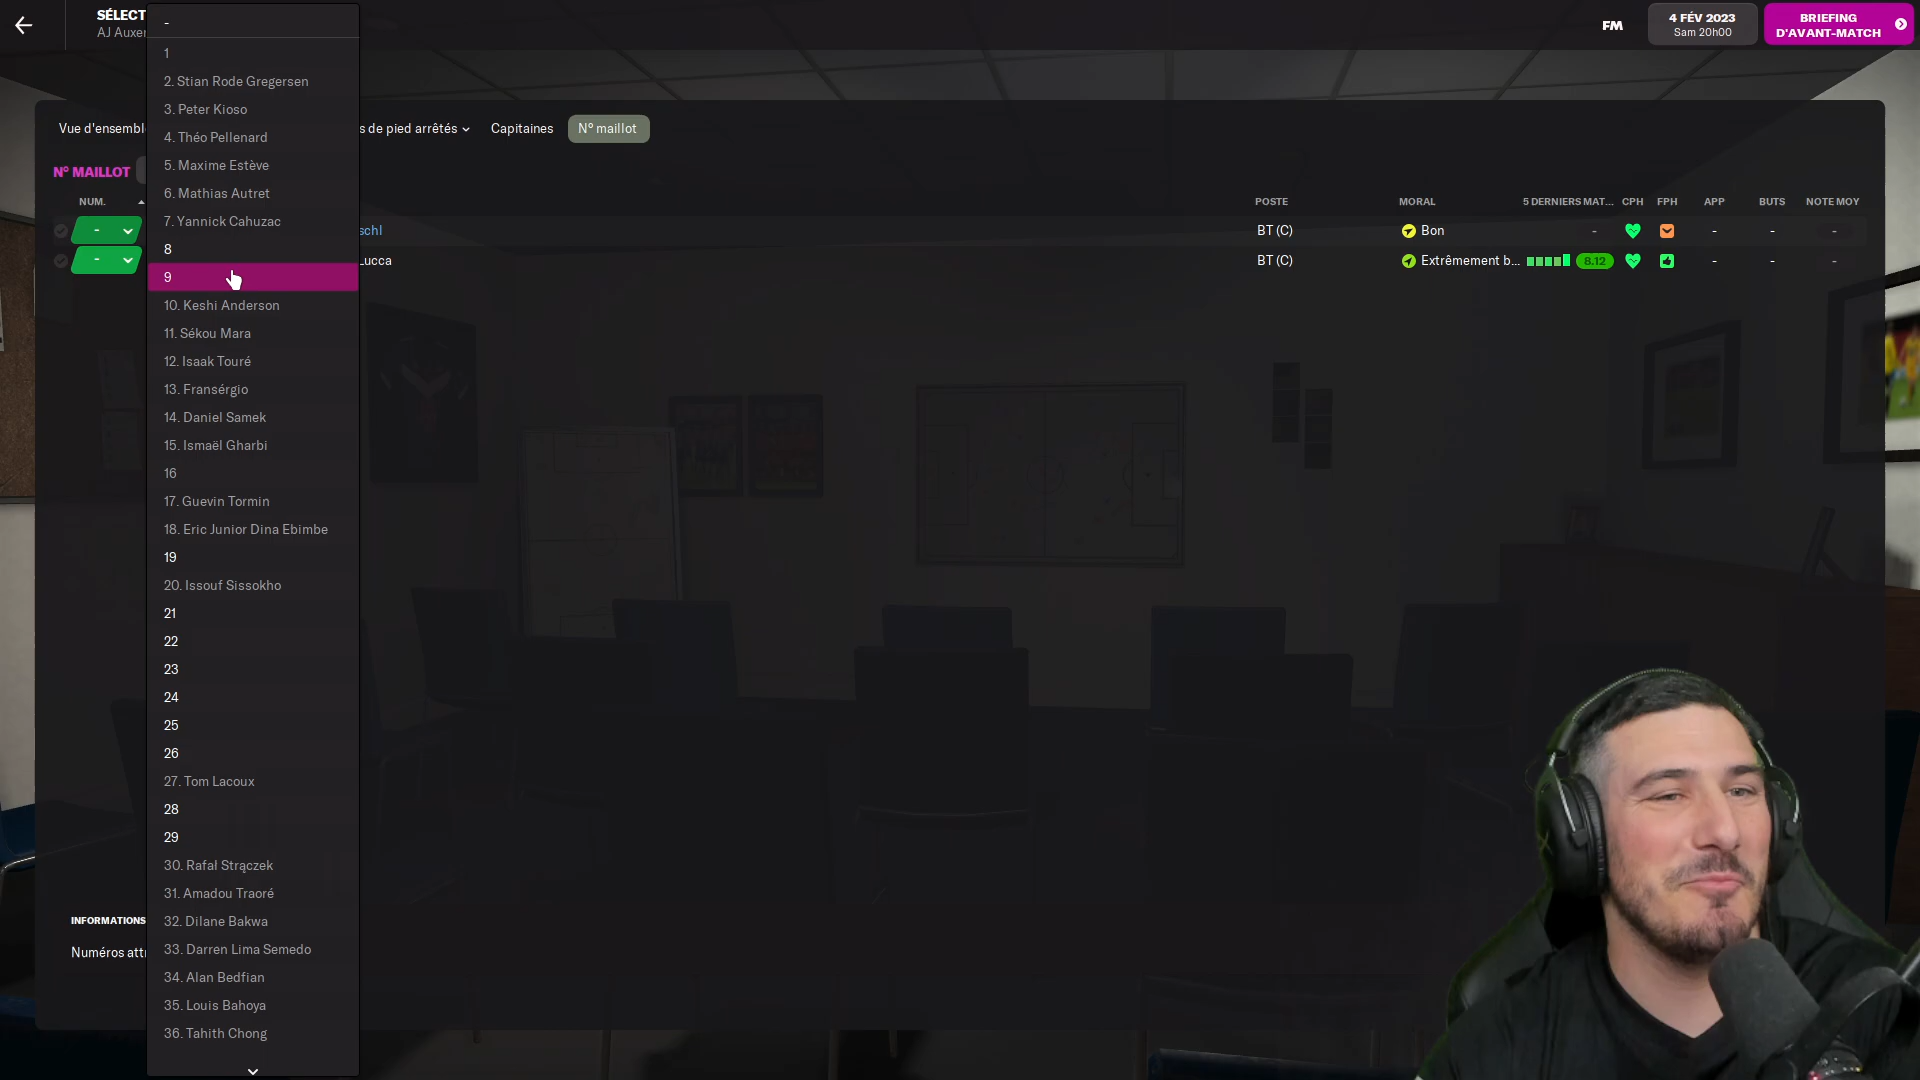 SÉLECT
AJ Auxer
FM
4 FÉV 2023
Sam 20h00
BRIEFING
D'AVANT-MATCH
Vue d'ensembl
s de pied arrêtés
Capitaines
N° maillot
N° MAILLOT
NUM.
POSTE
MORAL
5 DERNIERS MAT...
CPH
FPH
APP
BUTS
NOTE MOY
-
schl
BT (C)
Bon
-
-
-
-
-
Lucca
BT (C)
Extrêmement b...
8.12
-
-
-
-
1
2. Stian Rode Gregersen
3. Peter Kioso
4. Théo Pellenard
5. Maxime Estève
6. Mathias Autret
7. Yannick Cahuzac
8
9
10. Keshi Anderson
11. Sékou Mara
12. Isaak Touré
13. Fransérgio
14. Daniel Samek
15. Ismaël Gharbi
16
17. Guevin Tormin
18. Eric Junior Dina Ebimbe
19
20. Issouf Sissokho
21
22
23
24
25
26
27. Tom Lacoux
28
29
30. Rafał Strączek
31. Amadou Traoré
32. Dilane Bakwa
33. Darren Lima Semedo
34. Alan Bedfian
35. Louis Bahoya
36. Tahith Chong
INFORMATIONS
Numéros attr